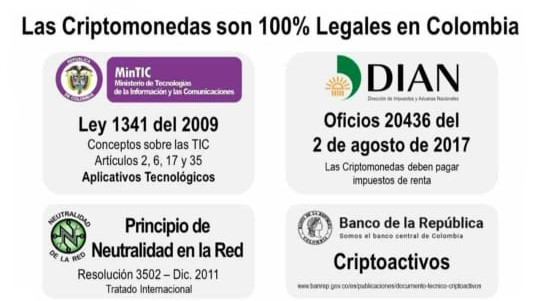 Las Criptomonedas son 100% Legales en Colombia
MinTIC
Ministerio de Tecnologías
de la Información y las Comunicaciones
Ley 1341 del 2009
Conceptos sobre las TIC
Artículos 2, 6, 17 y 35
Aplicativos Tecnológicos
DIAN
Dirección de Impuestos y Aduanas Nacionales
Oficios 20436 del
2 de agosto de 2017
Las Criptomonedas deben pagar
impuestos de renta
NEUTRALIDAD
DE LA RED
N
Principio de
Neutralidad en la Red
Resolución 3502 – Dic. 2011
Tratado Internacional
Banco de la República
Somos el banco central de Colombia
Criptoactivos
www.banrep.gov.co/es/publicaciones/documento-tecnico-criptoactivos